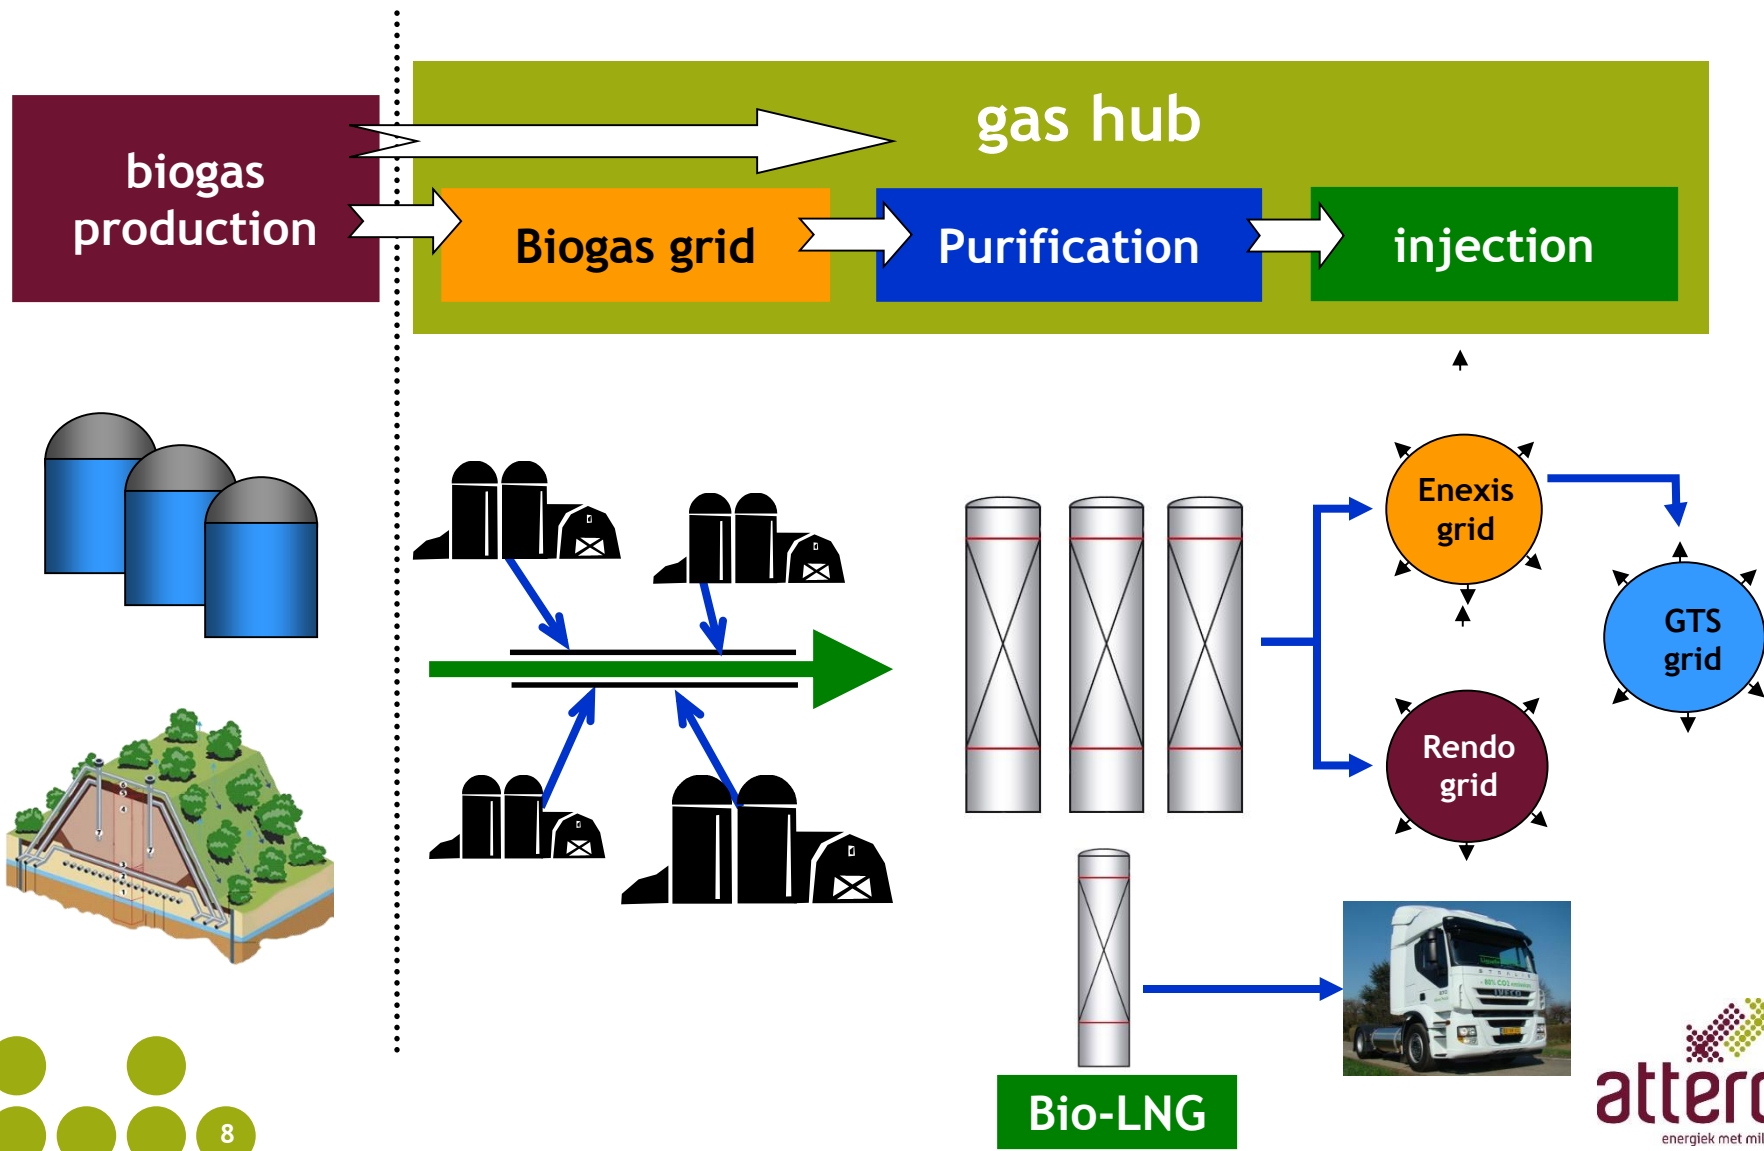 gas hub
biogas
production
Biogas grid
Purification
injection
Enexis
grid
GTS
grid
Rendo
grid
Bio-LNG
8
energiek met mil